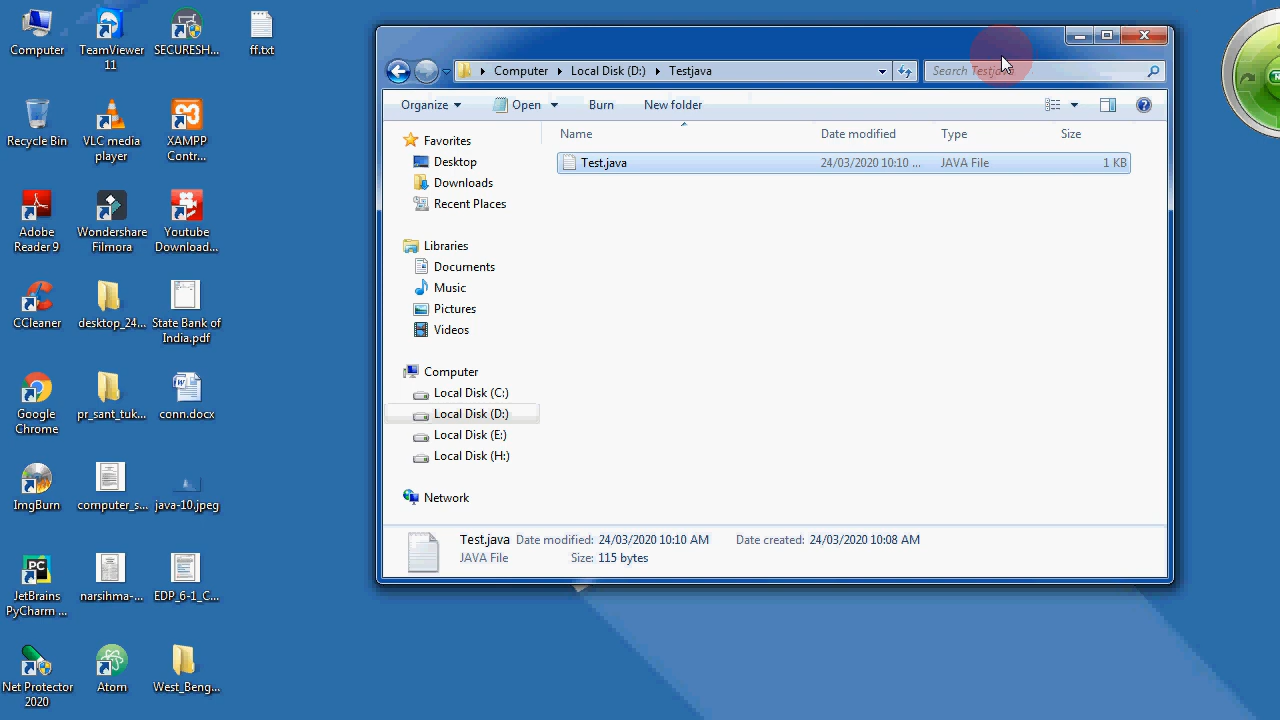 Computer
TeamViewer
11
SECURESH...
ff.txt
Recycle Bin
VLC media
player
XAMPP
Contr...
Adobe
Reader 9
Wondershare
Filmora
Youtube
Download...
CCleaner
desktop_24...
State Bank of
India.pdf
Google
Chrome
pr_sant_tuk...
conn.docx
ImgBurn
computer_s...
java-10.jpeg
PC
JetBrains
PyCharm ...
narsihma-...
EDP_6-1_C...
Net Protector
2020
Atom
West_Beng...
Computer
Local Disk (D:)
Testjava
Search Testjava
Organize
Open
Burn
New folder
Favorites
Desktop
Downloads
Recent Places
Libraries
Documents
Music
Pictures
Videos
Computer
Local Disk (C:)
Local Disk (D:)
Local Disk (E:)
Local Disk (H:)
Network
Name Date modified Type Size
Test.java 24/03/2020 10:10 ... JAVA File 1 KB
Test.java Date modified: 24/03/2020 10:10 AM Date created: 24/03/2020 10:08 AM
JAVA File Size: 115 bytes